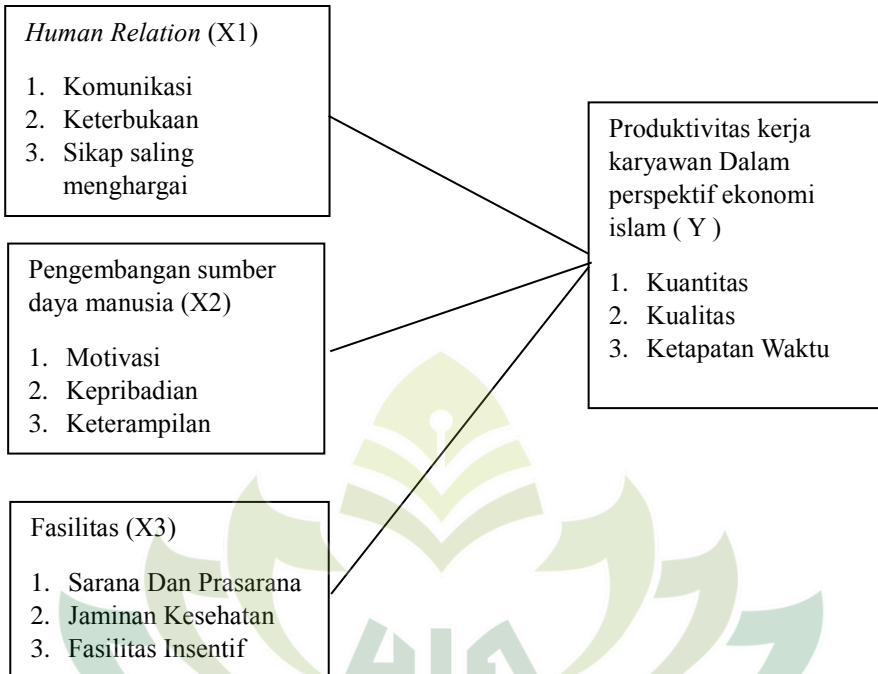 Human Relation (X1)
1. Komunikasi
2. Keterbukaan
3. Sikap saling
menghargai
Pengembangan sumber
daya manusia (X2)
1. Motivasi
2. Kepribadian
3. Keterampilan
Fasilitas (X3)
1. Sarana Dan Prasarana
2. Jaminan Kesehatan
3. Fasilitas Insentif
Produktivitas kerja
karyawan Dalam
perspektif ekonomi
islam ( Y )
1. Kuantitas
2. Kualitas
3. Ketapatan Waktu